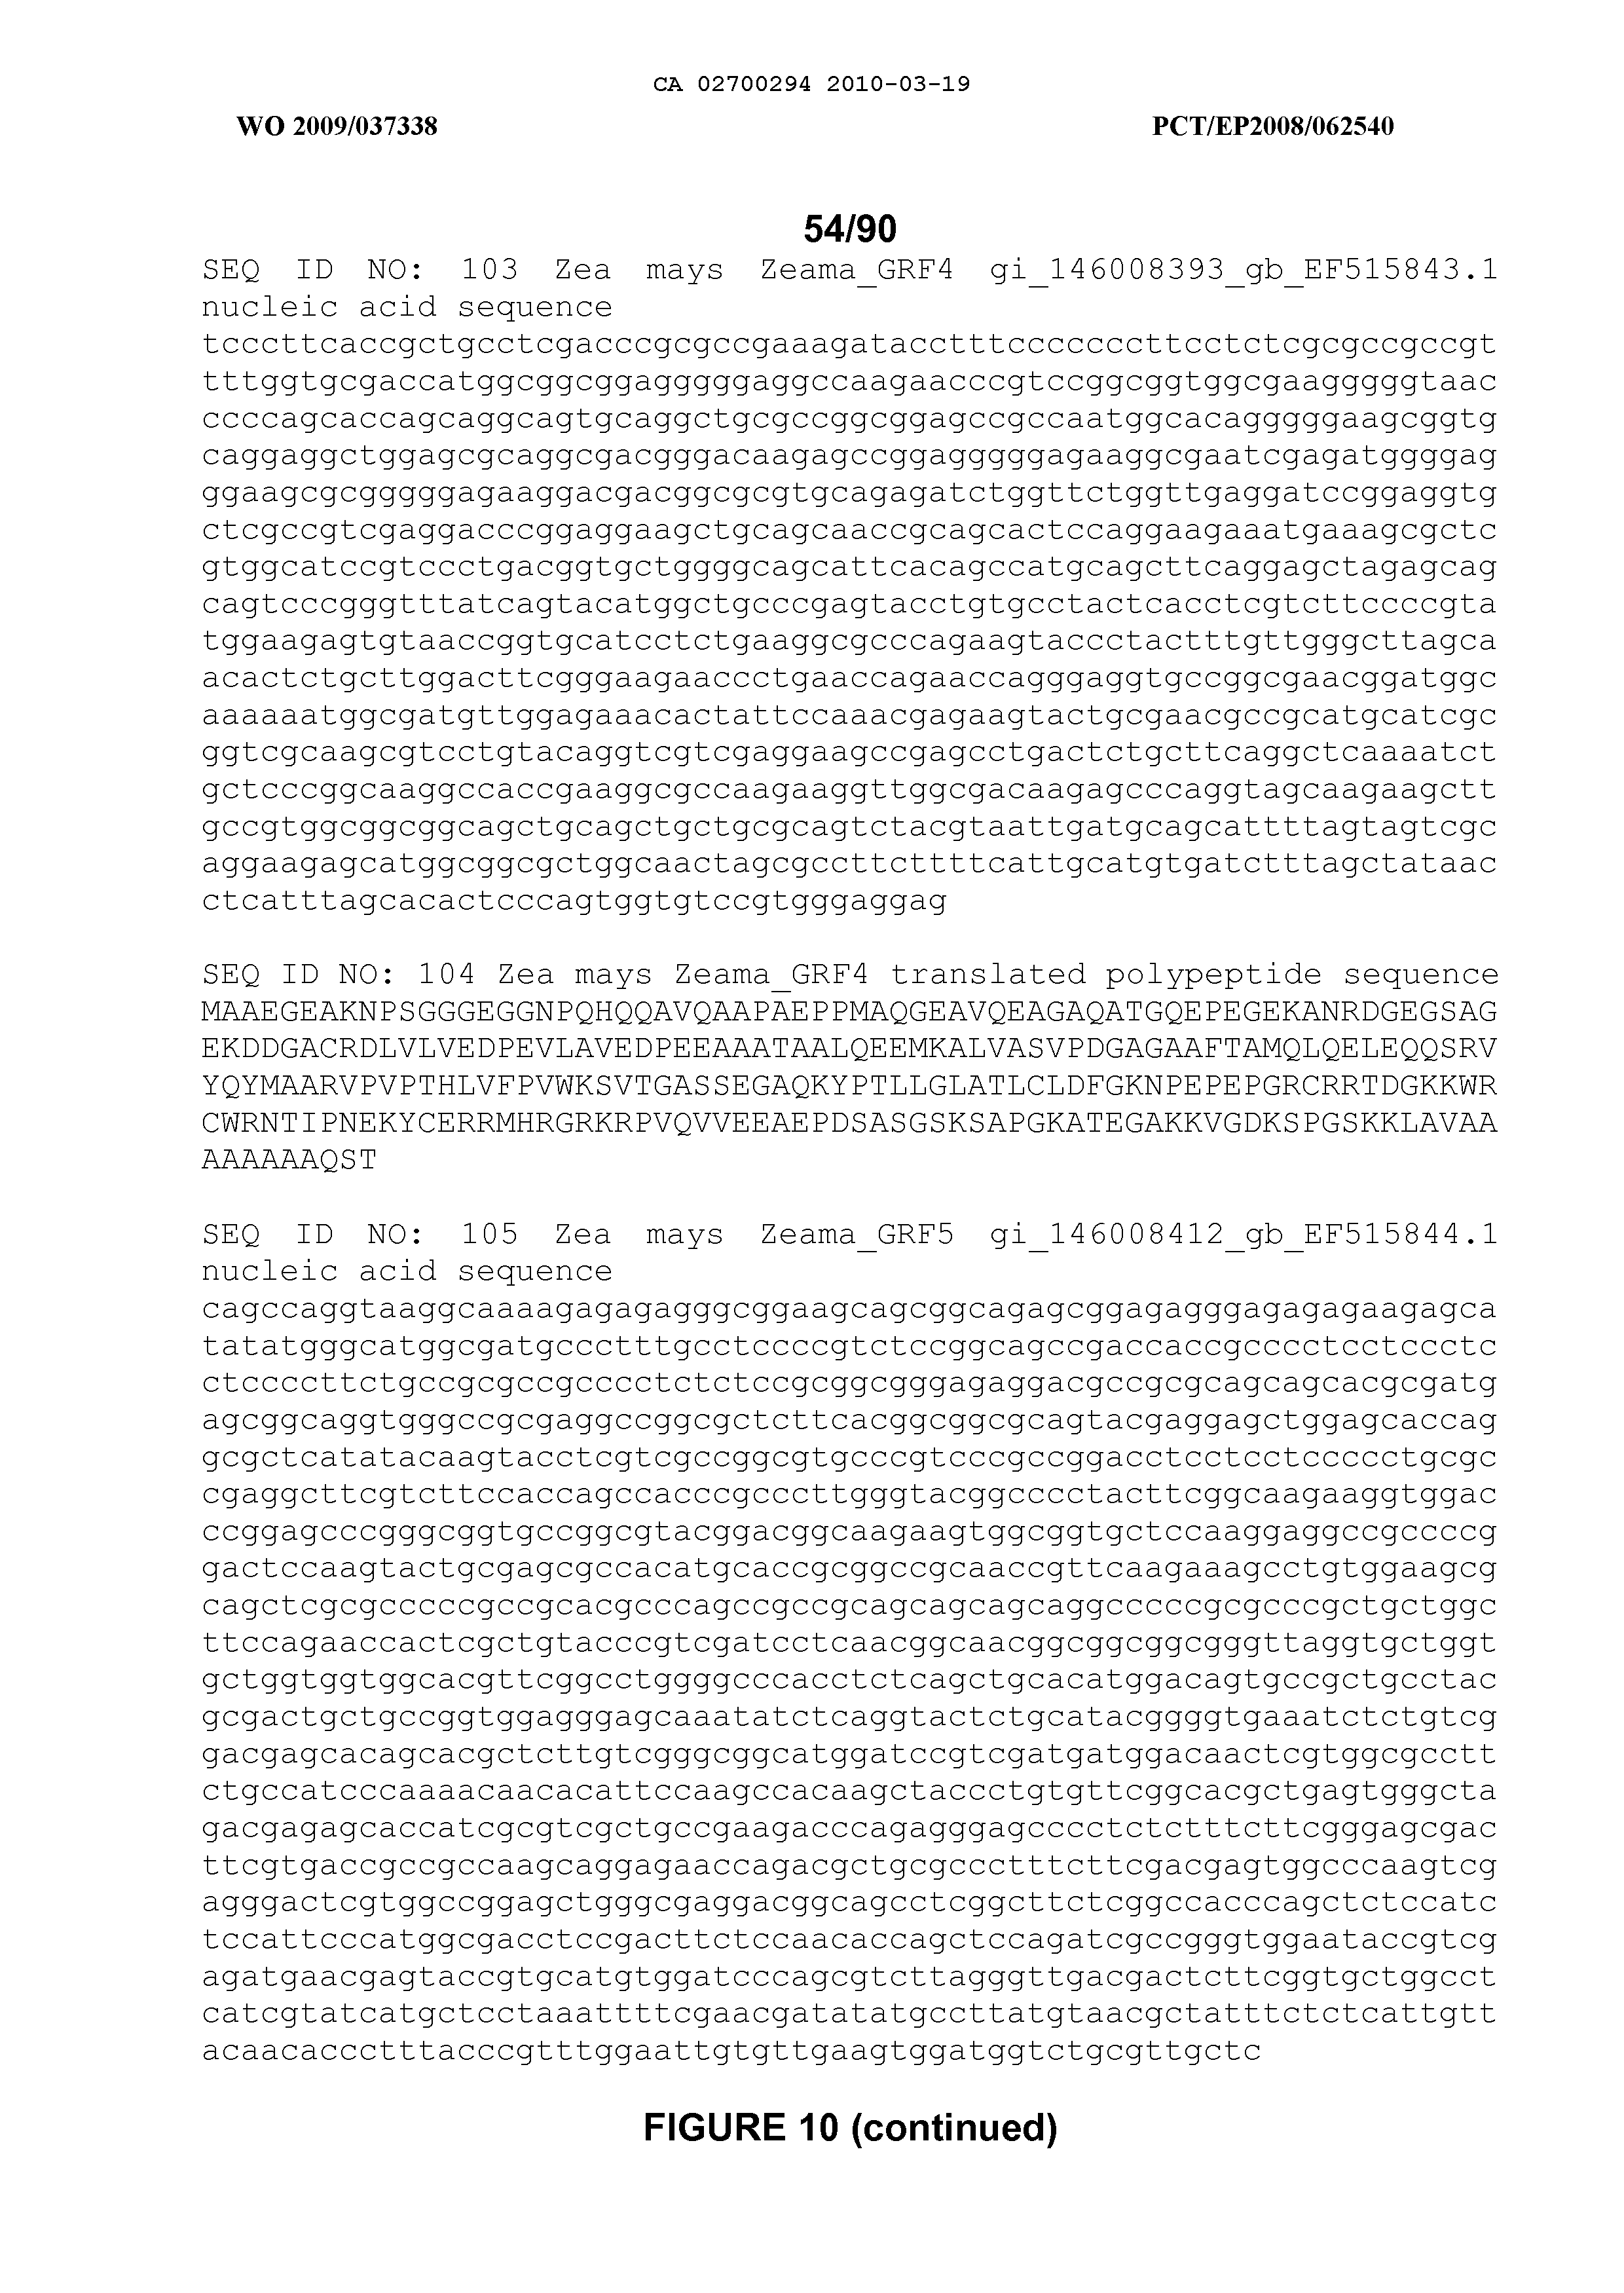 CA 02700294 2010-03-19
WO 2009/037338 PCT/EP2008/062540
54/90
SEQ ID NO: 103 Zea mays Zeama_GRF4 gi_146008393_gb_EF515843.1
nucleic acid sequence
tcccttcaccgctgcctcgacccgcgccgaaagatacctttccccccccttcctctcgcgccgccgt
tttggtgcgaccatggcggcggagggggaggccaagaacccgtccggcggtggcgaagggggtaac
ccccagcaccagcaggcagtgcaggctgcgccggcggagccgccaatggcacagggggaagcggtg
caggaggctggagcgcaggcgacgggacaagagccggagggggagaaggcgaatcgagatggggag
ggaagcgcgggggagaaggacgacggcgcgtgcagagatctggttctggttgaggatccggaggtg
ctcgccgtcgaggacccggaggaagctgcagcaaccgcagcactccaggaagaaatgaaagcgctc
gtggcatccgtccctgacggtgctggggcagcattcacagccatgcagcttcaggagctagagcag
cagtcccgggtttatcagtacatggctgcccgagtacctgtgcctactcacctcgtcttccccgta
tggaagagtgtaaccggtgcatcctctgaaggcgcccagaagtaccctactttgttgggcttagca
acactctgcttggacttcgggaagaaccctgaaccagaaccagggaggtgccggcgaacggatggc
aaaaaatggcgatgttggagaaacactattccaaacgagaagtactgcgaacgccgcatgcatcgc
ggtcgcaagcgtcctgtacaggtcgtcgaggaagccgagcctgactctgcttcaggctcaaaatct
gctcccggcaaggccaccgaaggcgccaagaaggttggcgacaagagcccaggtagcaagaagctt
gccgtggcggcggcagctgcagctgctgcgcagtctacgtaattgatgcagcattttagtagtcgc
aggaagagcatggcggcgctggcaactagcgccttcttttcattgcatgtgatctttagctataac
ctcatttagcacactcccagtggtgtccgtgggaggag
SEQ ID NO: 104 Zea mays Zeama_GRF4 translated polypeptide sequence
MAAEGEAKNPSGGGEGGNPQHQQAVQAAPAEPPMAQGEAVQEAGAQATGQEPEGEKANRDGEGSAG
EKDDGACRDLVLVEDPEVLAVEDPEEAAATAALQEEMKALVASVPDGAGAAFTAMQLQELEQQSRV
YQYMAARVPVPTHLVFPVWKSVTGASSEGAQKYPTLLGLATLCLDFGKNPEPEPGRCRRTDGKKWR
CWRNTIPNEKYCERRMHRGRKRPVQVVEEAEPDSASGSKSAPGKATEGAKKVGDKSPGSKKLAVAA
AAAAAAQST
SEQ ID NO: 105 Zea mays Zeama_GRF5 gi_146008412_gb_EF515844.1
nucleic acid sequence
cagccaggtaaggcaaaagagagagggcggaagcagcggcagagcggagagggagagagaagagca
tatatgggcatggcgatgccctttgcctccccgtctccggcagccgaccaccgcccctcctccctc
ctccccttctgccgcgccgcccctctctccgcggcgggagaggacgccgcgcagcagcacgcgatg
agcggcaggtgggccgcgaggccggcgctcttcacggcggcgcagtacgaggagctggagcaccag
gcgctcatatacaagtacctcgtcgccggcgtgcccgtcccgccggacctcctcctccccctgcgc
cgaggcttcgtcttccaccagccacccgcccttgggtacggcccctacttcggcaagaaggtggac
ccggagcccgggcggtgccggcgtacggacggcaagaagtggcggtgctccaaggaggccgccccg
gactccaagtactgcgagcgccacatgcaccgcggccgcaaccgttcaagaaagcctgtggaagcg
cagctcgcgcccccgccgcacgcccagccgccgcagcagcagcaggcccccgcgcccgctgctggc
ttccagaaccactcgctgtacccgtcgatcctcaacggcaacggcggcggcgggttaggtgctggt
gctggtggtggcacgttcggcctggggcccacctctcagctgcacatggacagtgccgctgcctac
gcgactgctgccggtggagggagcaaatatctcaggtactctgcatacggggtgaaatctctgtcg
gacgagcacagcacgctcttgtcgggcggcatggatccgtcgatgatggacaactcgtggcgcctt
ctgccatcccaaaacaacacattccaagccacaagctaccctgtgttcggcacgctgagtgggcta
gacgagagcaccatcgcgtcgctgccgaagacccagagggagcccctctctttcttcgggagcgac
ttcgtgaccgccgccaagcaggagaaccagacgctgcgccctttcttcgacgagtggcccaagtcg
agggactcgtggccggagctgggcgaggacggcagcctcggcttctcggccacccagctctccatc
tccattcccatggcgacctccgacttctccaacaccagctccagatcgccgggtggaataccgtcg
agatgaacgagtaccgtgcatgtggatcccagcgtcttagggttgacgactcttcggtgctggcct
catcgtatcatgctcctaaattttcgaacgatatatgccttatgtaacgctatttctctcattgtt
acaacaccctttacccgtttggaattgtgttgaagtggatggtctgcgttgctc
FIGURE 10 (continued)